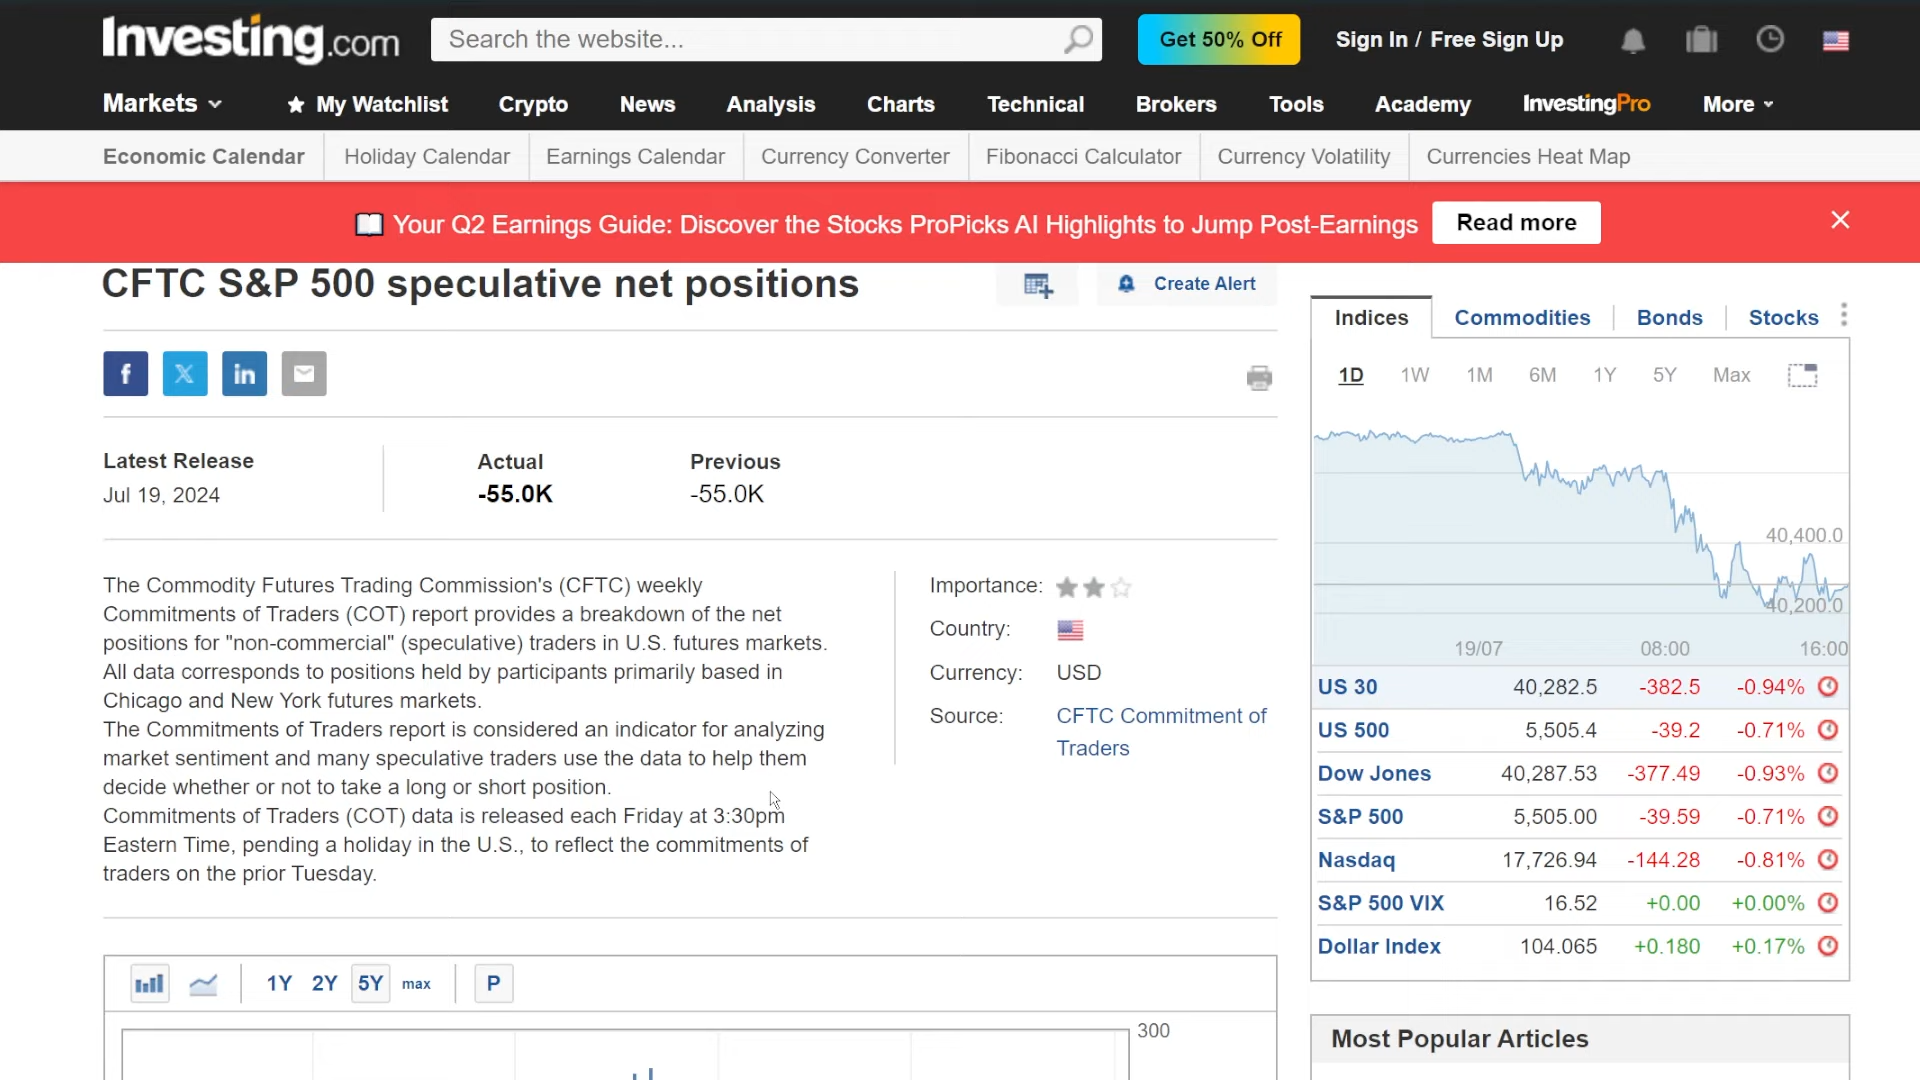 Investing.com
Search the website...
Get 50% Off
Sign In / Free Sign Up
Markets
My Watchlist
Crypto
News
Analysis
Charts
Technical
Brokers
Tools
Academy
InvestingPro
More
Economic Calendar
Holiday Calendar
Earnings Calendar
Currency Converter
Fibonacci Calculator
Currency Volatility
Currencies Heat Map
Your Q2 Earnings Guide: Discover the Stocks ProPicks AI Highlights to Jump Post-Earnings
Read more
CFTC S&P 500 speculative net positions
Create Alert
Latest Release
Jul 19, 2024
Actual
-55.0K
Previous
-55.0K
The Commodity Futures Trading Commission's (CFTC) weekly
Commitments of Traders (COT) report provides a breakdown of the net
positions for "non-commercial" (speculative) traders in U.S. futures markets.
All data corresponds to positions held by participants primarily based in
Chicago and New York futures markets.
The Commitments of Traders report is considered an indicator for analyzing
market sentiment and many speculative traders use the data to help them
decide whether or not to take a long or short position.
Commitments of Traders (COT) data is released each Friday at 3:30pm
Eastern Time, pending a holiday in the U.S., to reflect the commitments of
traders on the prior Tuesday.
Importance:
Country:
Currency: USD
Source: CFTC Commitment of
Traders
1Y 2Y 5Y max P
300
Indices
Commodities
Bonds
Stocks
1D 1W 1M 6M 1Y 5Y Max
40,400.0
40,200.0
19/07 08:00 16:00
US 30 40,282.5 -382.5 -0.94%
US 500 5,505.4 -39.2 -0.71%
Dow Jones 40,287.53 -377.49 -0.93%
S&P 500 5,505.00 -39.59 -0.71%
Nasdaq 17,726.94 -144.28 -0.81%
S&P 500 VIX 16.52 +0.00 +0.00%
Dollar Index 104.065 +0.180 +0.17%
Most Popular Articles